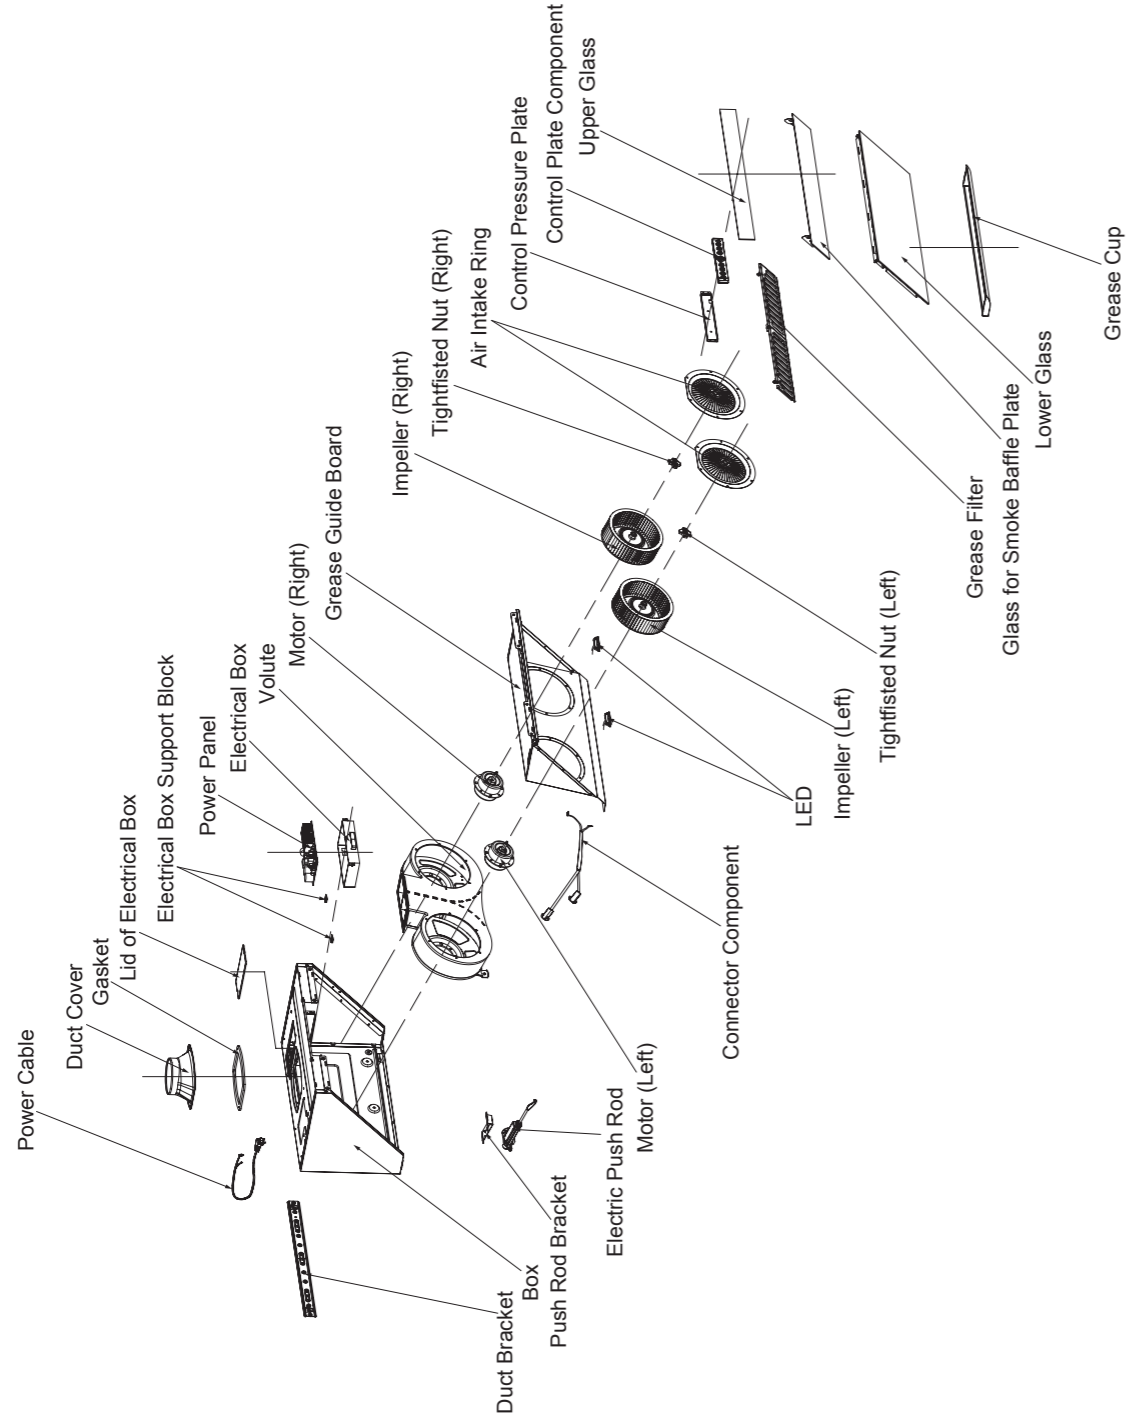 Power Cable
Duct Cover
Gasket
Lid of Electrical Box
Electrical Box Support Block
Power Panel
Electrical Box
Volute
Motor (Right)
Grease Guide Board
Impeller (Right)
Tightfisted Nut (Right)
Air Intake Ring
Control Pressure Plate
Control Plate Component
Upper Glass
Duct Bracket
Box
Push Rod Bracket
Electric Push Rod
Motor (Left)
Connector Component
LED
Impeller (Left)
Tightfisted Nut (Left)
Grease Filter
Glass for Smoke Baffle Plate
Lower Glass
Grease Cup